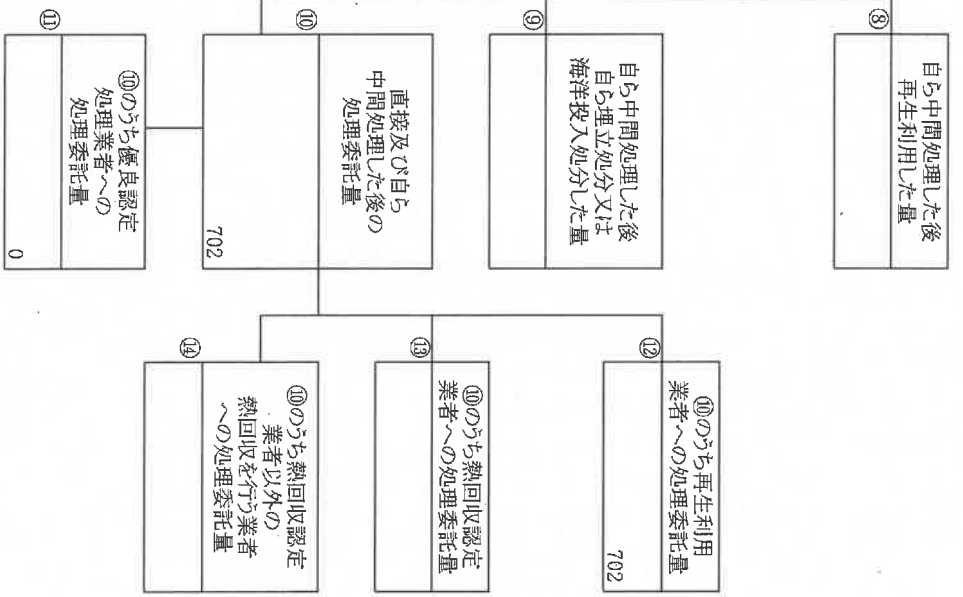 ⑧
自ら中間処理した後
再生利用した量
⑨
自ら中間処理した後
自ら埋立処分又は
海洋投入処分した量
⑩
直接及び自ら
中間処理した後の
処理委託量
702
⑪
⑩のうち優良認定
処理業者への
処理委託量
0
⑫
⑩のうち再生利用
業者への処理委託量
702
⑬
⑩のうち熱回収認定
業者への処理委託量
⑭
⑩のうち熱回収認定
業者以外の
熱回収を行う業者
への処理委託量